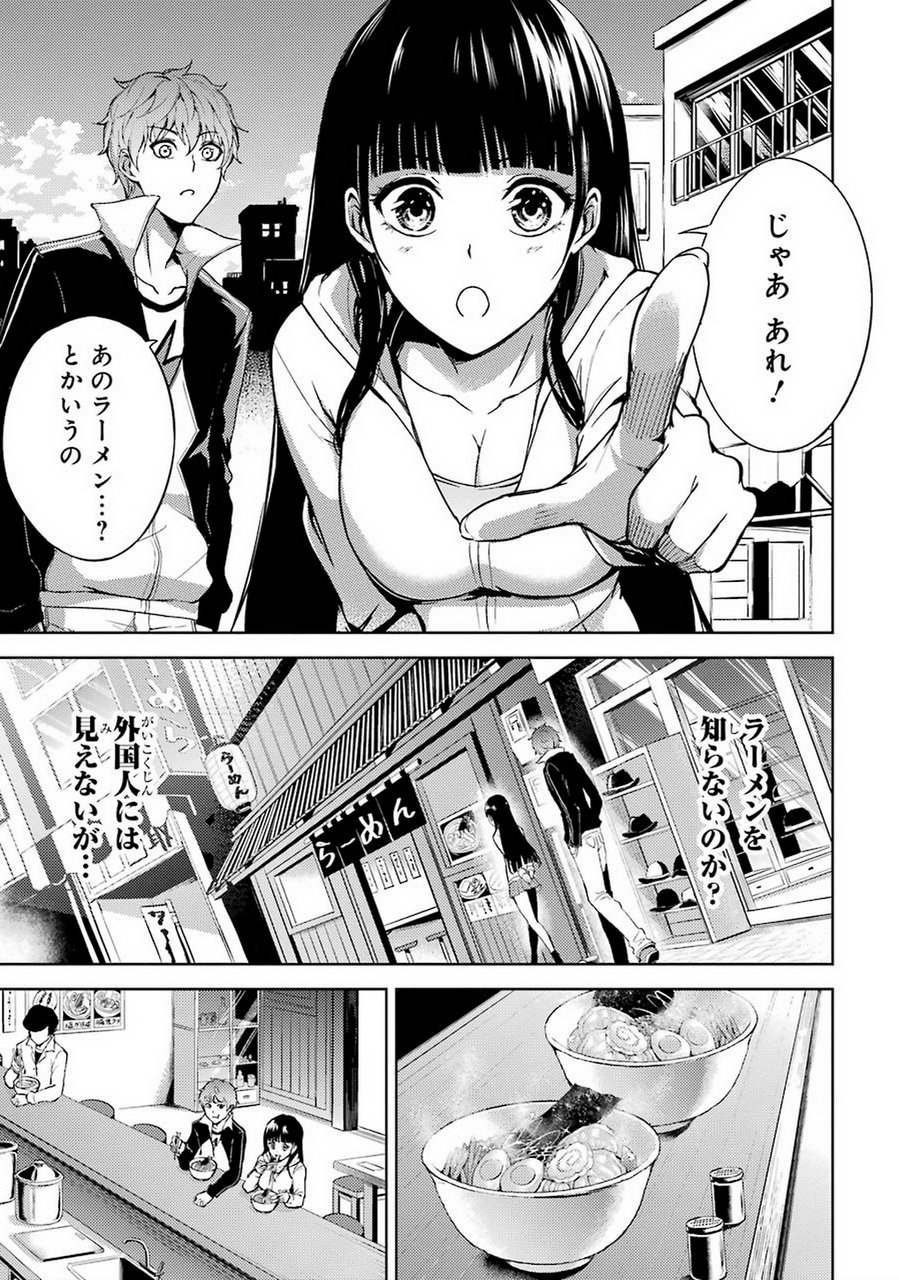 じゃあ あれ！
あのラーメン…？
とかいうの
ラーメンを
知らないのか？
外国人には
見えないが…
らーめん
らーめん